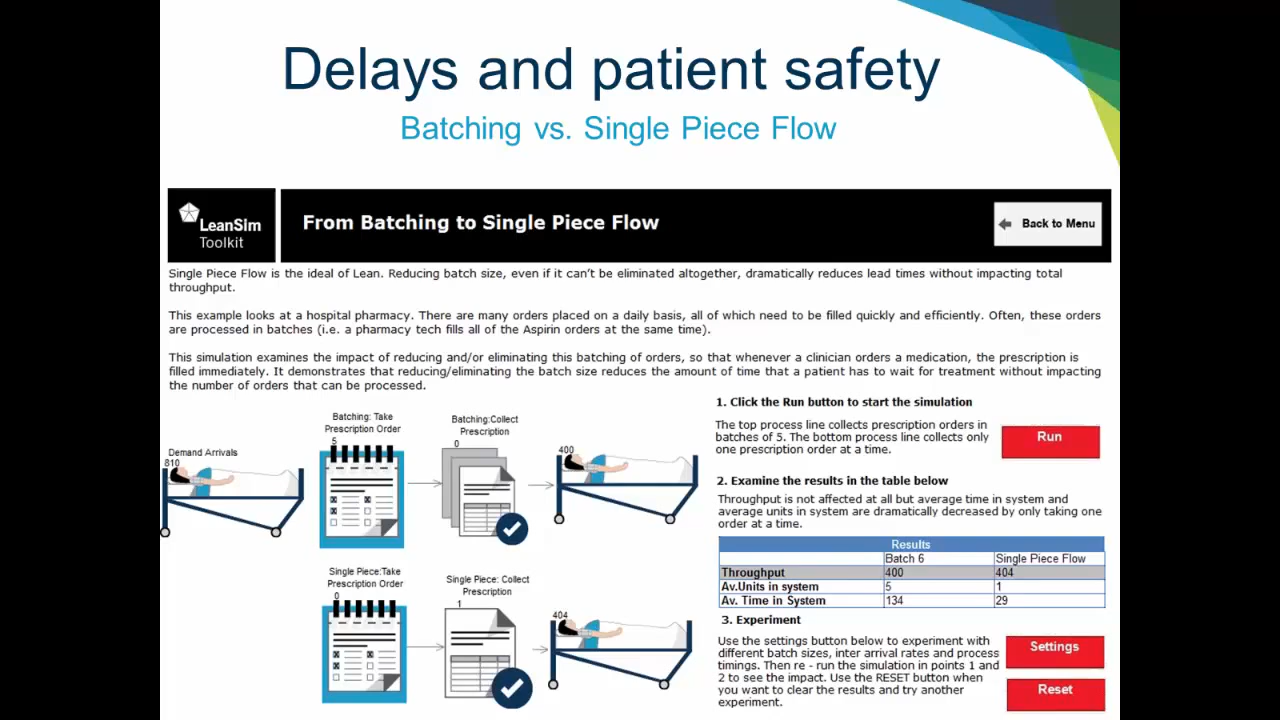 Delays and patient safety
Batching vs. Single Piece Flow
LeanSim
Toolkit
From Batching to Single Piece Flow
Back to Menu
Single Piece Flow is the ideal of Lean. Reducing batch size, even if it can't be eliminated altogether, dramatically reduces lead times without impacting total
throughput.
This example looks at a hospital pharmacy. There are many orders placed on a daily basis, all of which need to be filled quickly and efficiently. Often, these orders
are processed in batches (i.e. a pharmacy tech fills all of the Aspirin orders at the same time).
This simulation examines the impact of reducing and/or eliminating this batching of orders, so that whenever a clinician orders a medication, the prescription is
filled immediately. It demonstrates that reducing/eliminating the batch size reduces the amount of time that a patient has to wait for treatment without impacting
the number of orders that can be processed.
Demand Arrivals
810
Batching: Take
Prescription Order
5
Batching:Collect
Prescription
0
400
Single Piece:Take
Prescription Order
0
Single Piece: Collect
Prescription
1
404
1. Click the Run button to start the simulation
The top process line collects prescription orders in
batches of 5. The bottom process line collects only
one prescription order at a time.
Run
2. Examine the results in the table below
Throughput is not affected at all but average time in system and
average units in system are dramatically decreased by only taking one
order at a time.
Results
Batch 6 Single Piece Flow
Throughput 400 404
Av.Units in system 5 1
Av. Time in System 134 29
3. Experiment
Use the settings button below to experiment with
different batch sizes, inter arrival rates and process
timings. Then re - run the simulation in points 1 and
2 to see the impact. Use the RESET button when
you want to clear the results and try another
experiment.
Settings
Reset